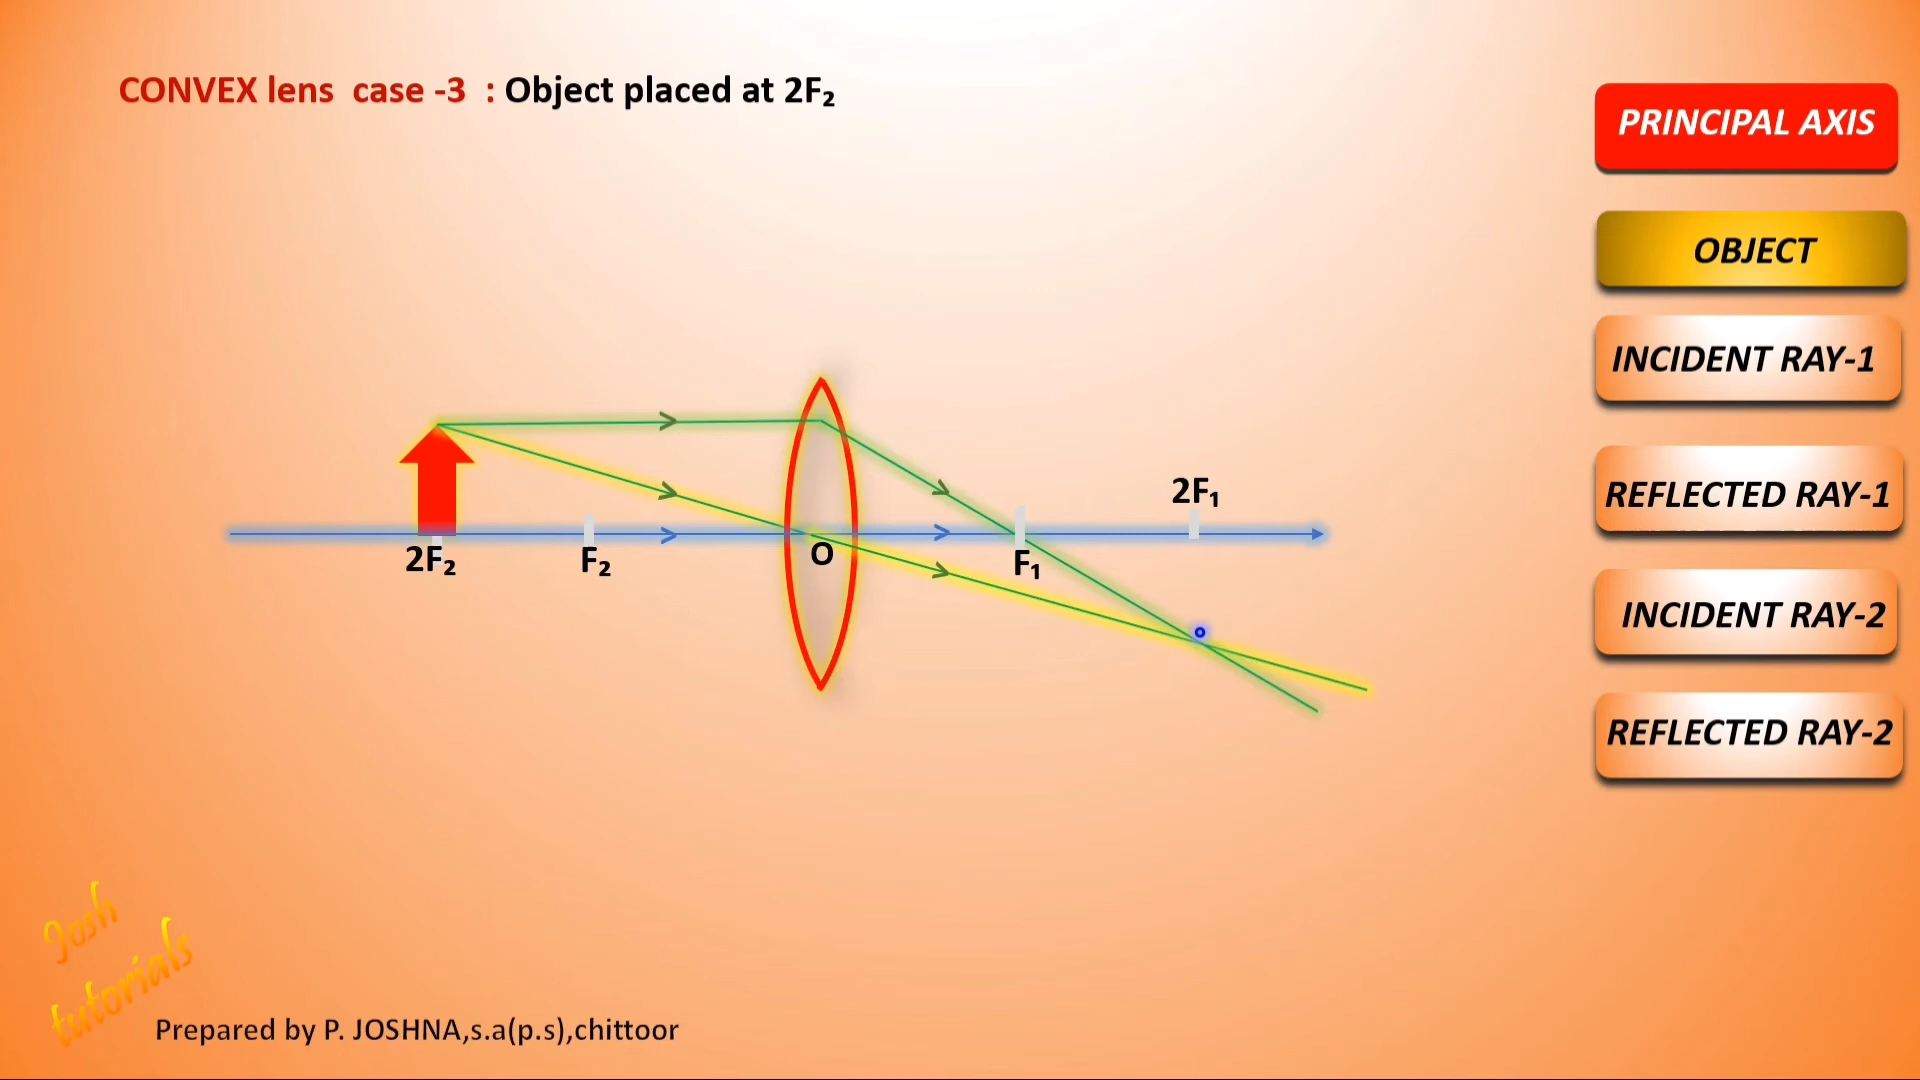 CONVEX lens case -3 : Object placed at 2F₂
PRINCIPAL AXIS
OBJECT
INCIDENT RAY-1
REFLECTED RAY-1
INCIDENT RAY-2
REFLECTED RAY-2
2F₁
2F₂
F₂
O
F₁
Josh
tutorials
Prepared by P. JOSHNA,s.a(p.s),chittoor